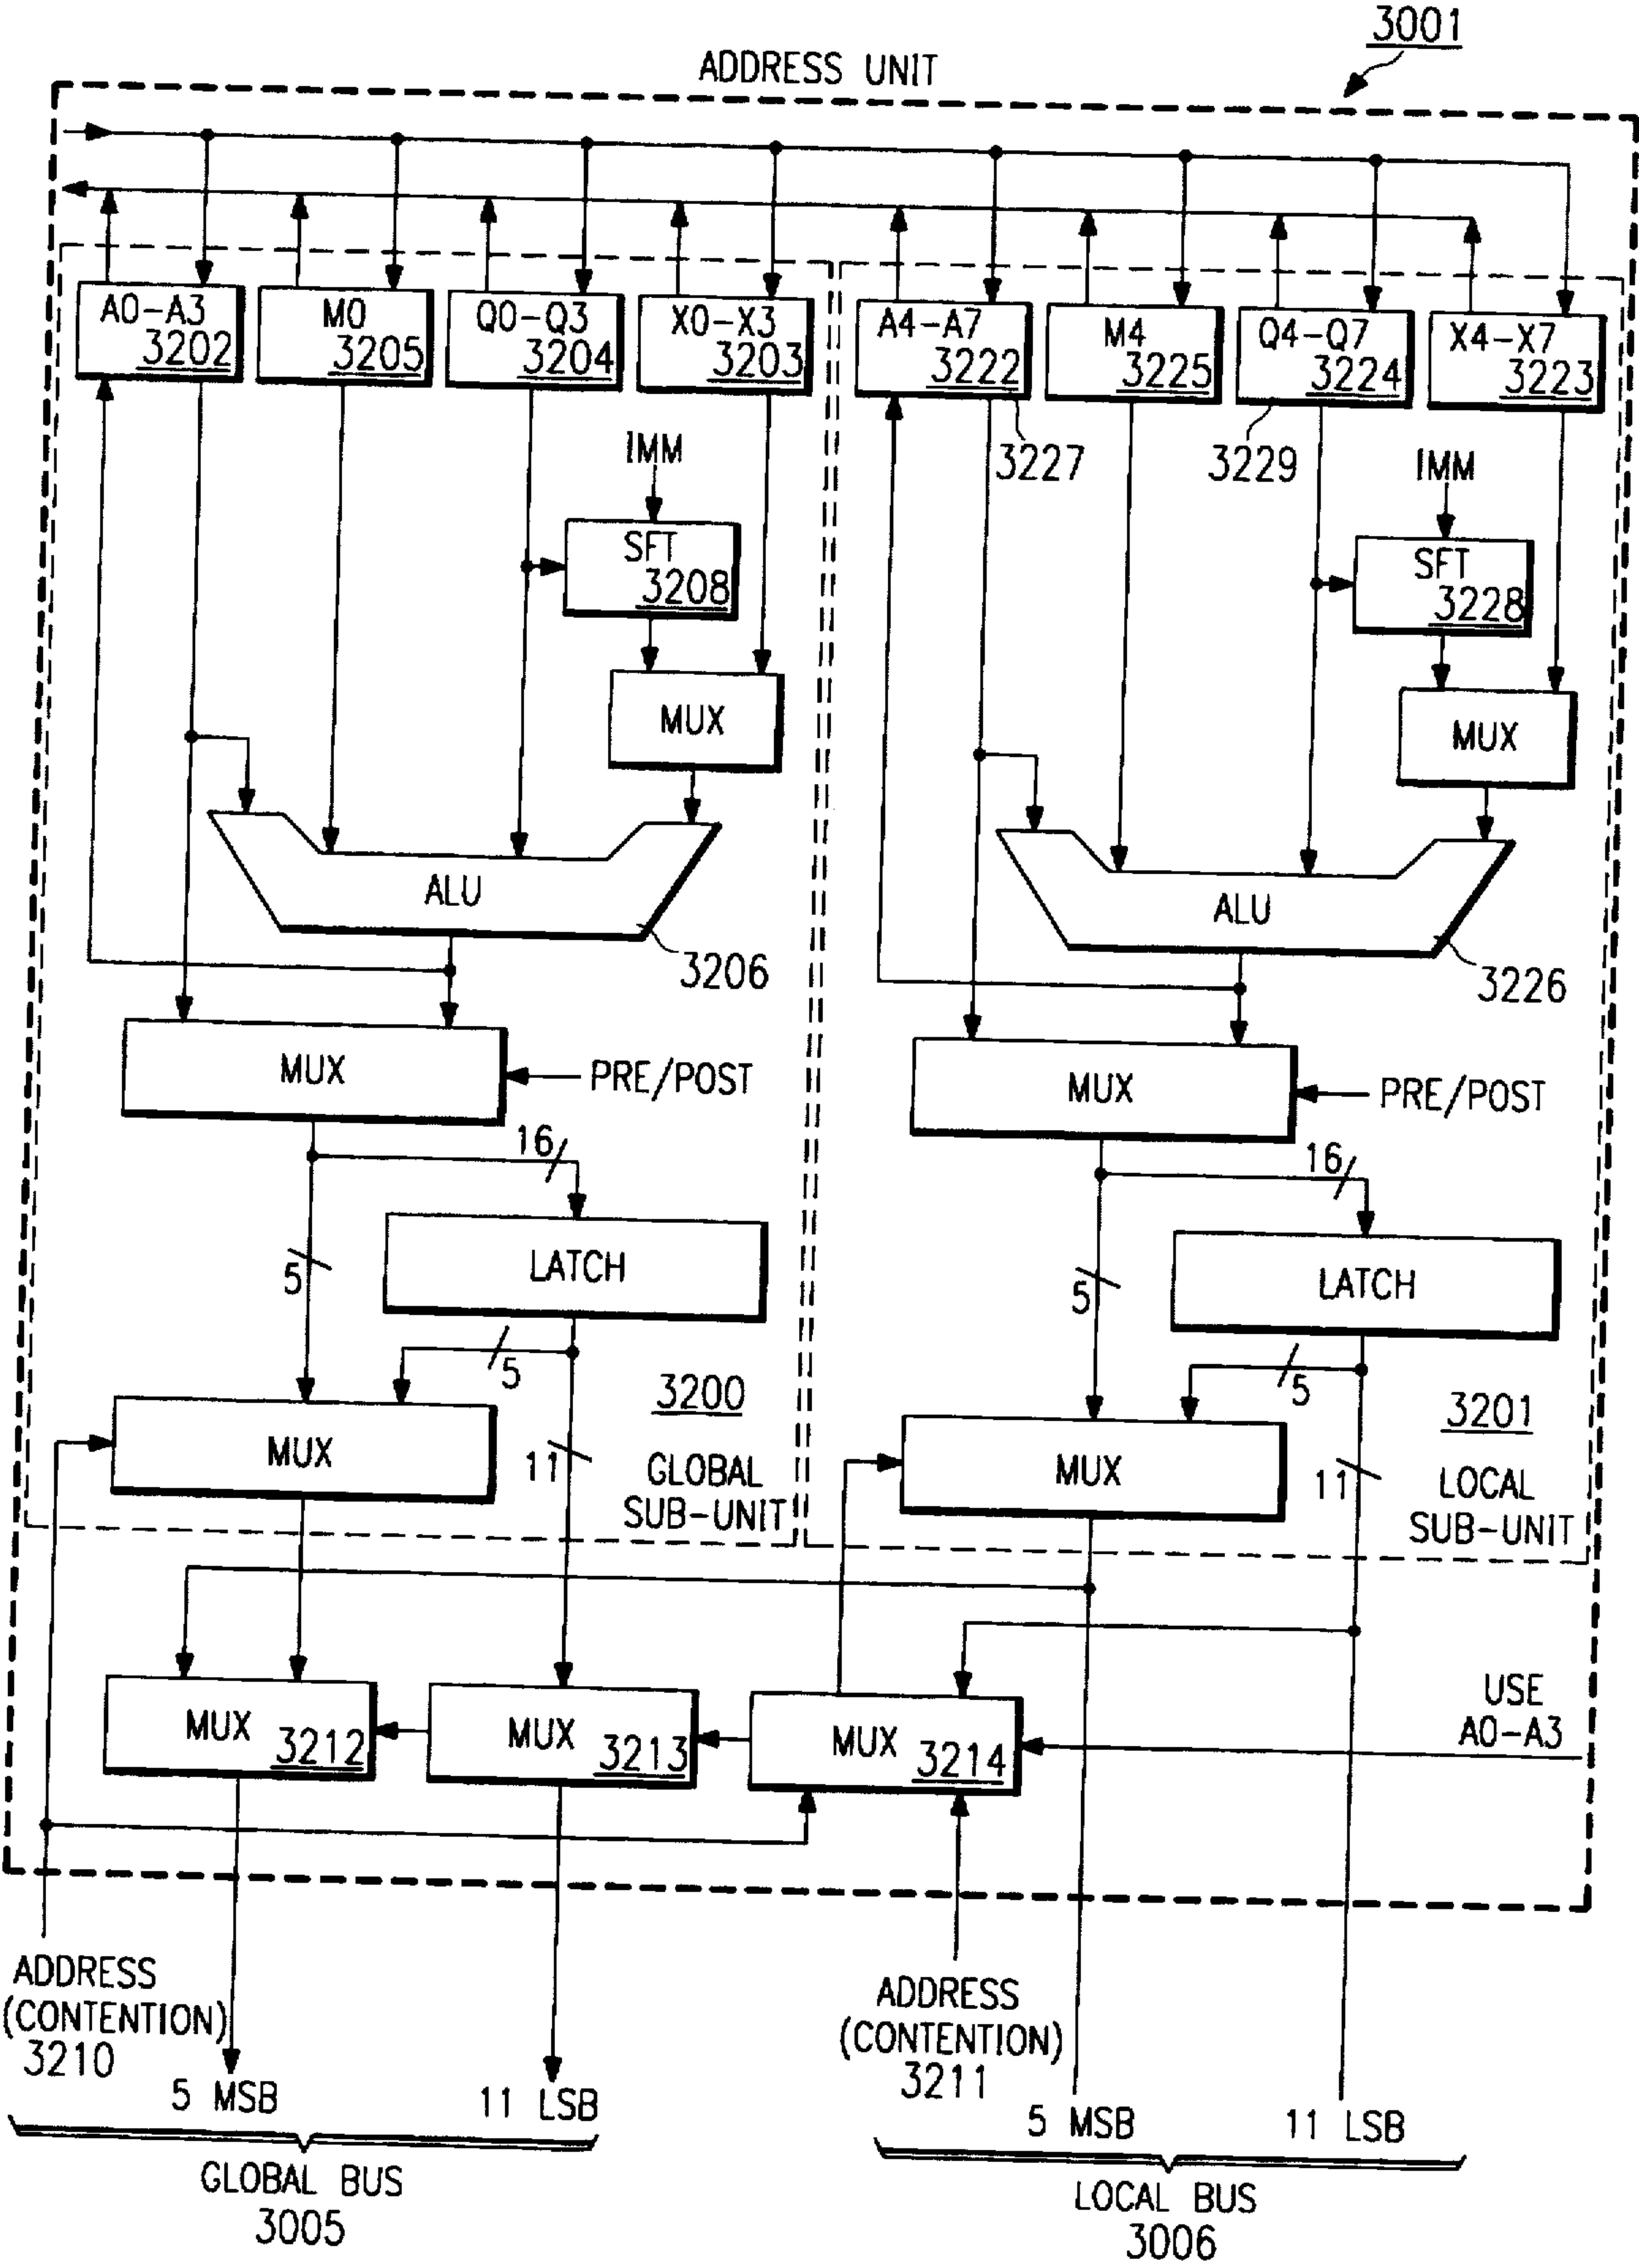 3001
ADDRESS UNIT
A0-A3
3202
M0
3205
Q0-Q3
3204
X0-X3
3203
A4-A7
3222
M4
3225
Q4-Q7
3224
X4-X7
3223
3227
3229
IMM
IMM
SFT
3208
SFT
3228
MUX
MUX
ALU
ALU
3206
3226
MUX
PRE/POST
MUX
PRE/POST
16
16
LATCH
LATCH
5
5
5
5
3200
3201
MUX
MUX
11
11
GLOBAL
SUB-UNIT
LOCAL
SUB-UNIT
USE
A0-A3
MUX
3212
MUX
3213
MUX
3214
ADDRESS
(CONTENTION)
3210
ADDRESS
(CONTENTION)
3211
5 MSB
11 LSB
5 MSB
11 LSB
GLOBAL BUS
3005
LOCAL BUS
3006